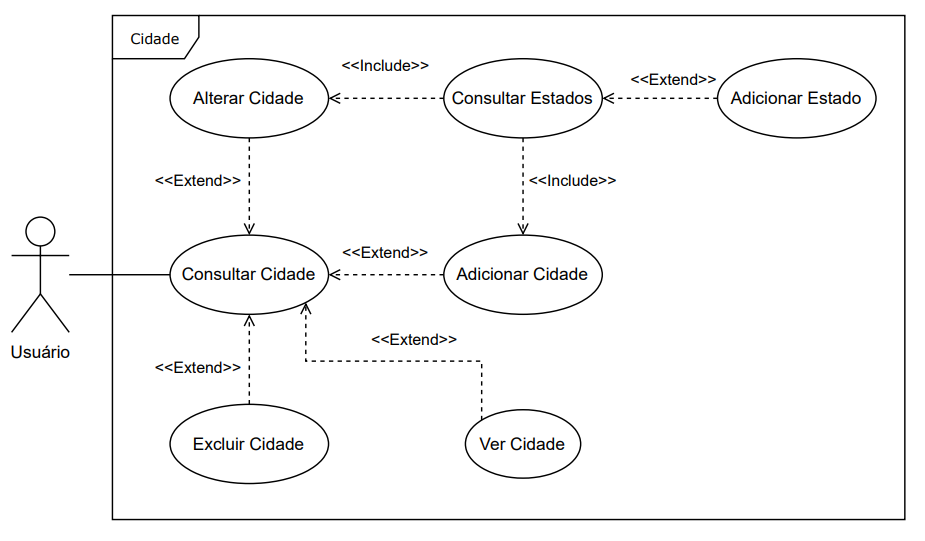 Cidade
<<Include>>
<<Extend>>
Alterar Cidade
Consultar Estados
Adicionar Estado
<<Extend>>
<<Include>>
<<Extend>>
Consultar Cidade
Adicionar Cidade
<<Extend>>
Usuário
<<Extend>>
Excluir Cidade
Ver Cidade